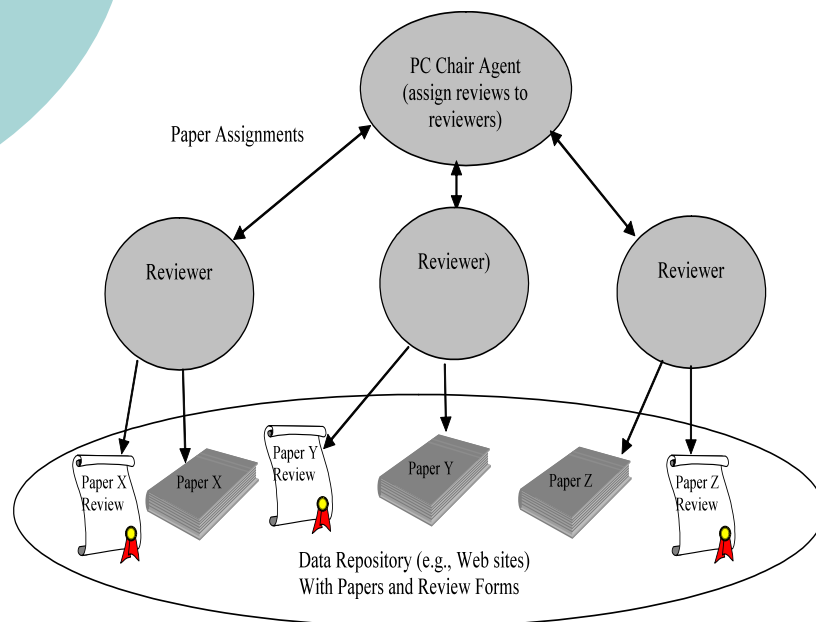 PC Chair Agent
(assign reviews to
reviewers)
Paper Assignments
Reviewer
Reviewer)
Reviewer
Paper X
Review
Paper X
Paper Y
Review
Paper Y
Paper Z
Paper Z
Review
Data Repository (e.g., Web sites)
With Papers and Review Forms